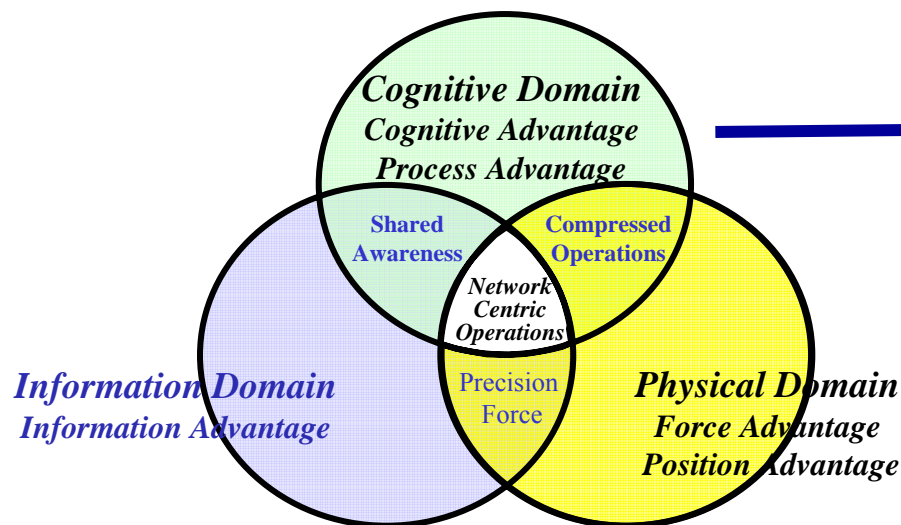 Cognitive Domain
Cognitive Advantage
Process Advantage
Shared
Awareness
Compressed
Operations
Network
Centric
Operations
Information Domain
Information Advantage
Precision
Force
Physical Domain
Force Advantage
Position Advantage